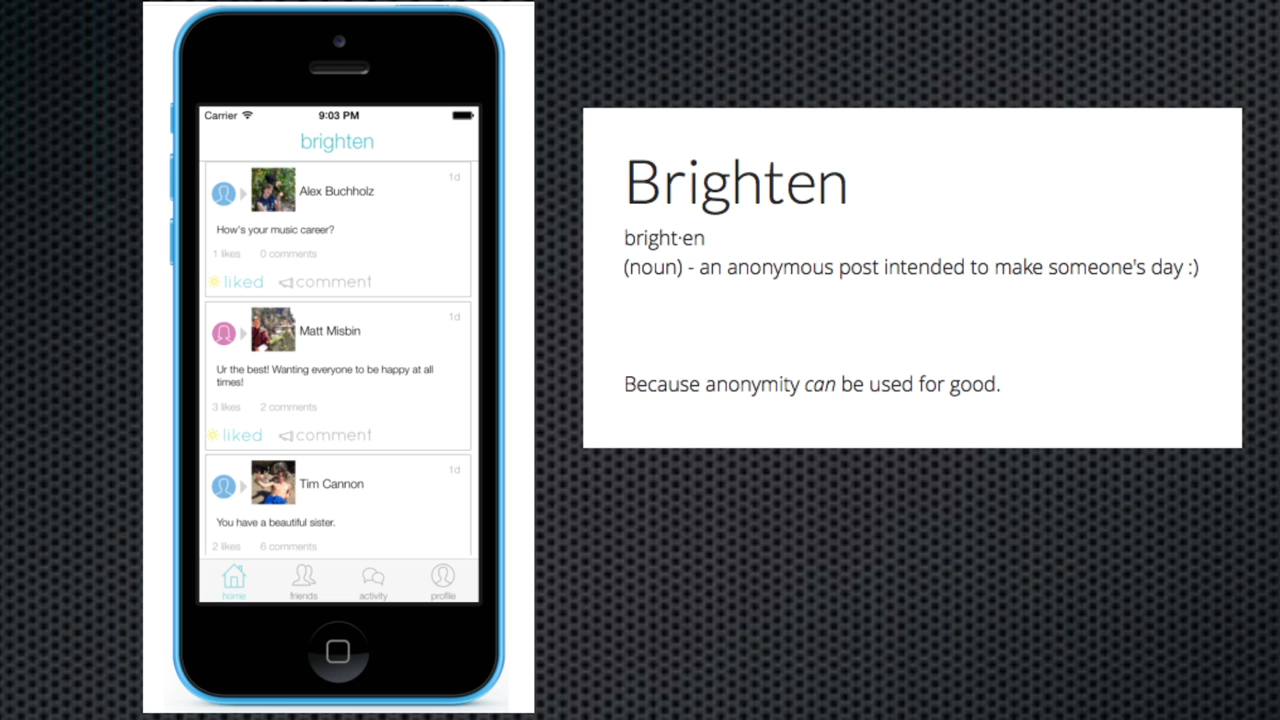 Carrier 9:03 PM
brighten
Alex Buchholz 1d
How's your music career?
1 likes 0 comments
liked comment
Matt Misbin 1d
Ur the best! Wanting everyone to be happy at all
times!
3 likes 2 comments
liked comment
Tim Cannon 1d
You have a beautiful sister.
2 likes 6 comments
home friends activity profile
Brighten
bright·en
(noun) - an anonymous post intended to make someone's day :)
Because anonymity can be used for good.